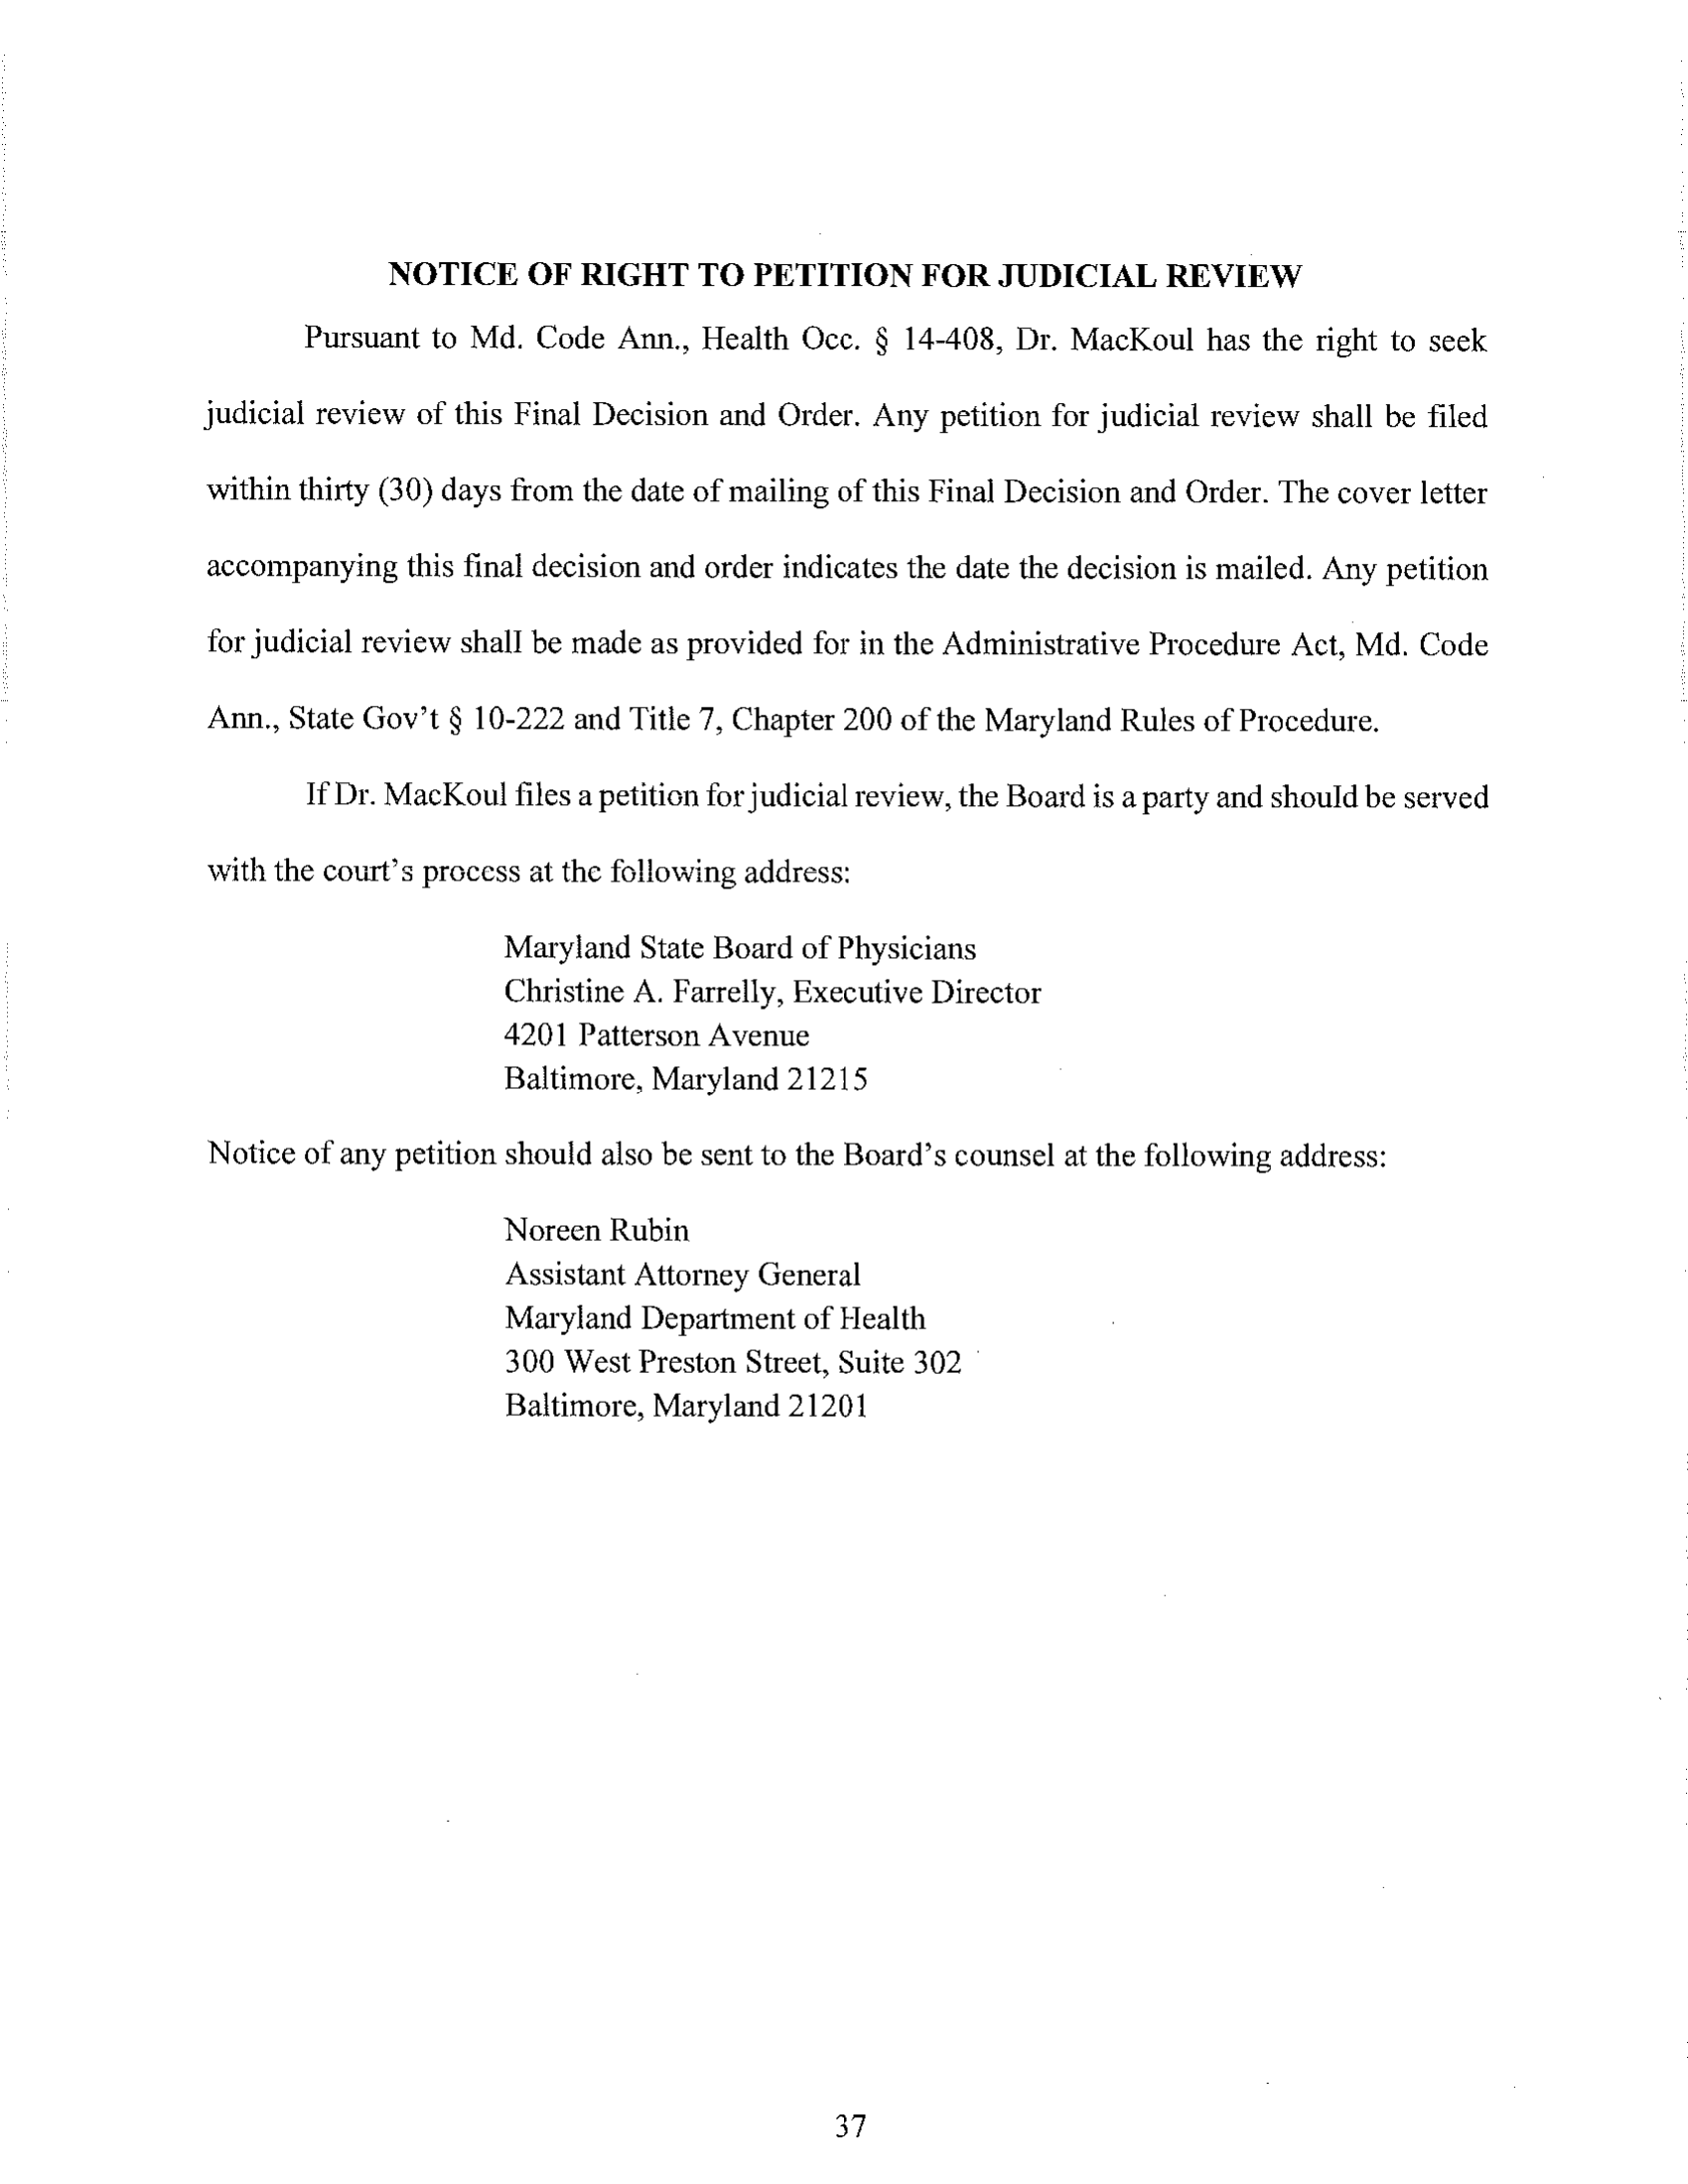 NOTICE OF RIGHT TO PETITION FOR JUDICIAL REVIEW
Pursuant to Md. Code Ann., Health Occ. § 14-408, Dr. MacKoul has the right to seek
judicial review of this Final Decision and Order. Any petition for judicial review shall be filed
within thirty (30) days from the date of mailing of this Final Decision and Order. The cover letter
accompanying this final decision and order indicates the date the decision is mailed. Any petition
for judicial review shall be made as provided for in the Administrative Procedure Act, Md. Code
Ann., State Gov't § 10-222 and Title 7, Chapter 200 of the Maryland Rules of Procedure.
If Dr. MacKoul files a petition for judicial review, the Board is a party and should be served
with the court's process at the following address:
Maryland State Board of Physicians
Christine A. Farrelly, Executive Director
4201 Patterson Avenue
Baltimore, Maryland 21215
Notice of any petition should also be sent to the Board's counsel at the following address:
Noreen Rubin
Assistant Attorney General
Maryland Department of Health
300 West Preston Street, Suite 302
Baltimore, Maryland 21201
37